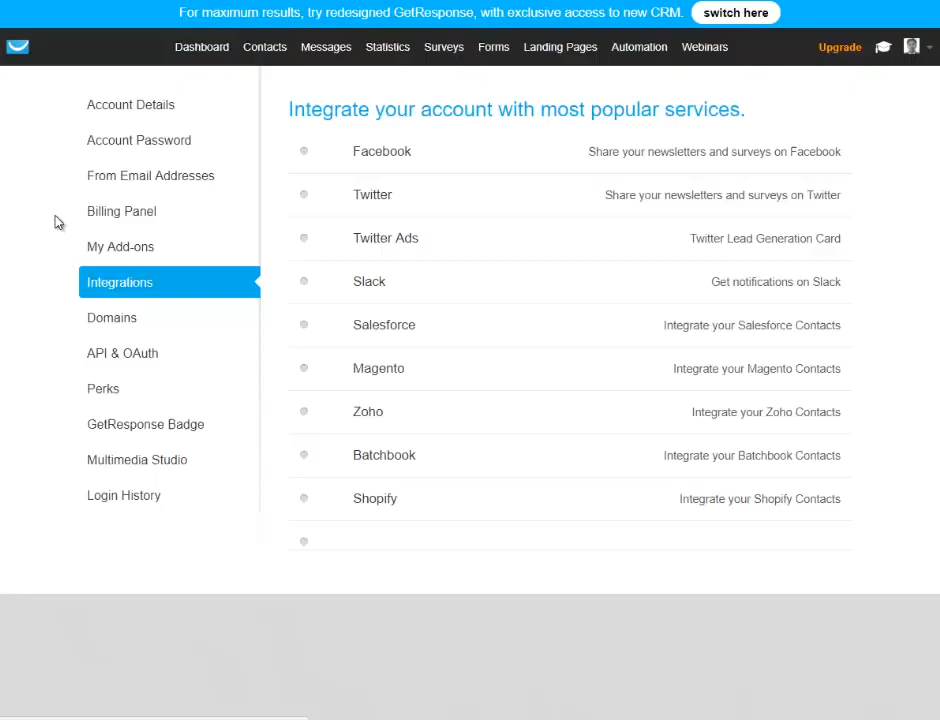 For maximum results, try redesigned GetResponse, with exclusive access to new CRM. switch here
Dashboard Contacts Messages Statistics Surveys Forms Landing Pages Automation Webinars Upgrade
Account Details
Account Password
From Email Addresses
Billing Panel
My Add-ons
Integrations
Domains
API & OAuth
Perks
GetResponse Badge
Multimedia Studio
Login History
Integrate your account with most popular services.
Facebook Share your newsletters and surveys on Facebook
Twitter Share your newsletters and surveys on Twitter
Twitter Ads Twitter Lead Generation Card
Slack Get notifications on Slack
Salesforce Integrate your Salesforce Contacts
Magento Integrate your Magento Contacts
Zoho Integrate your Zoho Contacts
Batchbook Integrate your Batchbook Contacts
Shopify Integrate your Shopify Contacts